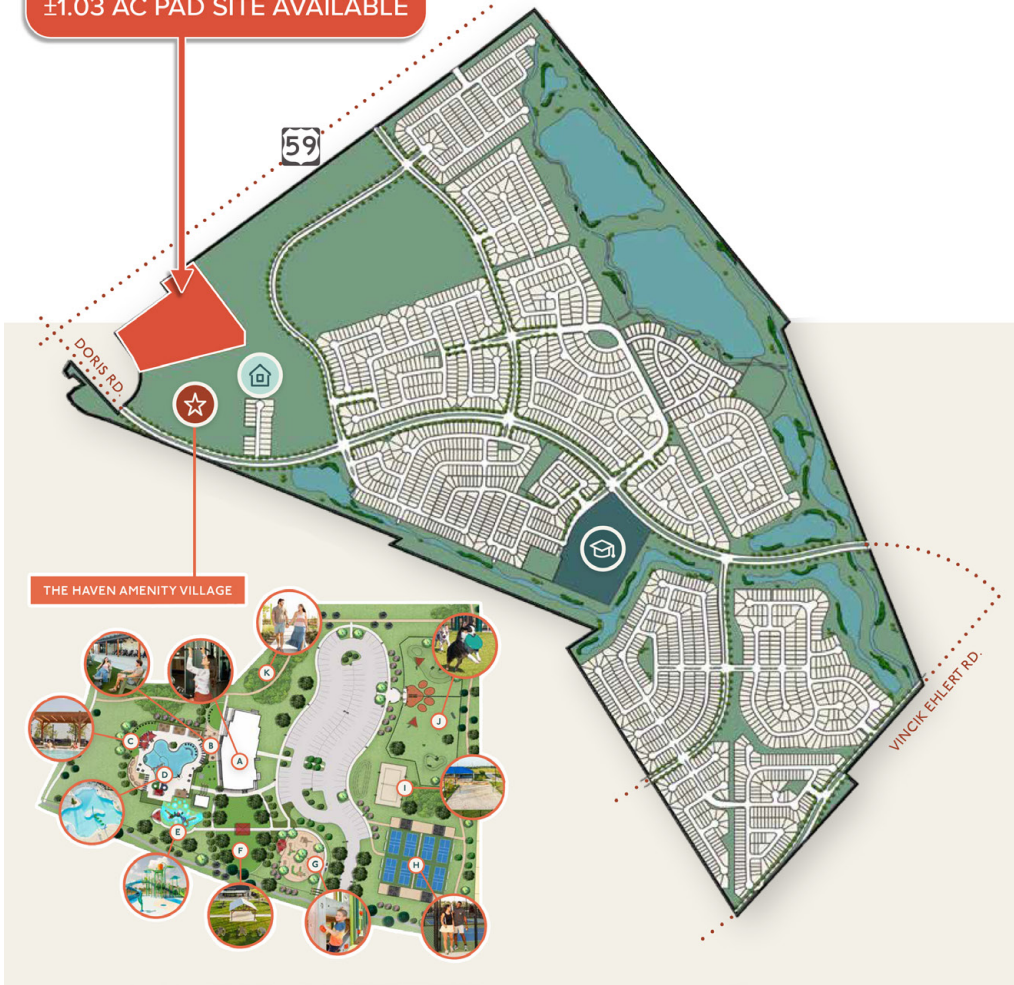 ±1.03 AC PAD SITE AVAILABLE
59
DORIS RD.
THE HAVEN AMENITY VILLAGE
VINCIK EHLERT RD.
K
J
C
B
A
D
I
E
F
G
H